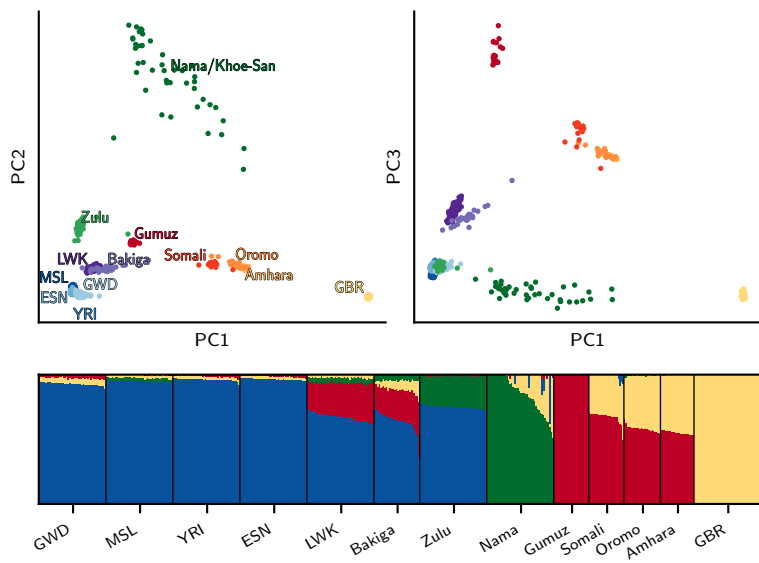 PC2
Nama/Khoe-San
Zulu
Gumuz
LWK
Bakiga
Somali
Oromo
MSL
GWD
Amhara
ESN
GBR
YRI
PC1
PC3
PC1
GWD
MSL
YRI
ESN
LWK
Bakiga
Zulu
Nama
Gumuz
Somali
Oromo
Amhara
GBR